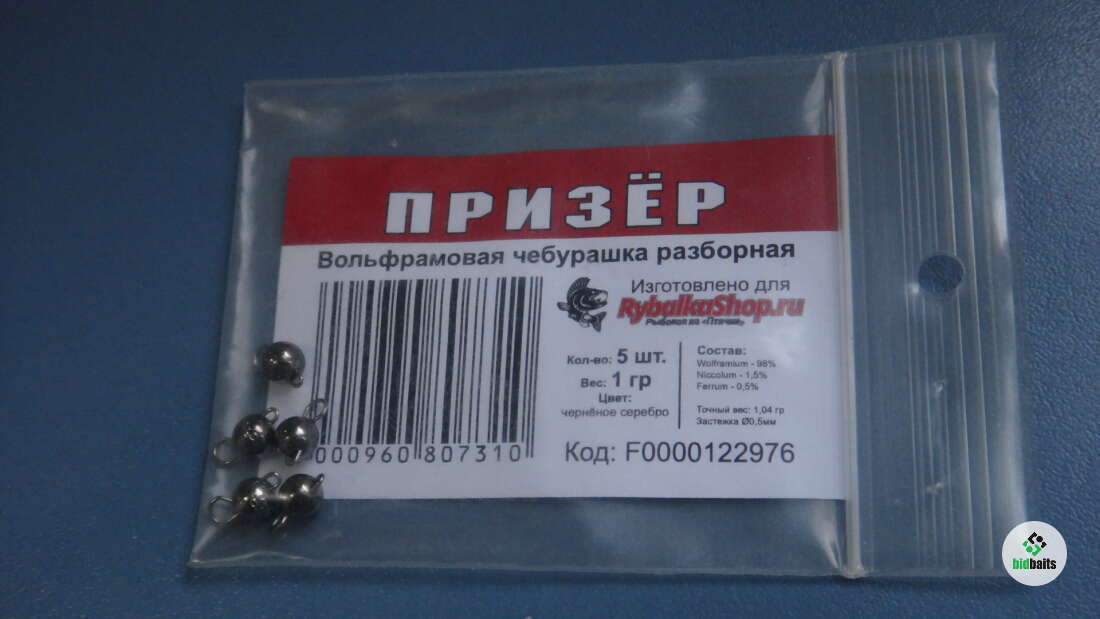 ПРИЗЁР
Вольфрамовая чебурашка разборная
Изготовлено для
RybalkaShop.ru
Рыболов на «Птичке»
Кол-во: 5 шт.
Вес: 1 гр
Цвет:
чернёное серебро
Состав:
Wolframium - 98%
Niccolum - 1,5%
Ferrum - 0,5%
Точный вес: 1,04 гр
Застежка Ø0,5мм
000960 807310
Код: F0000122976
bidbaits